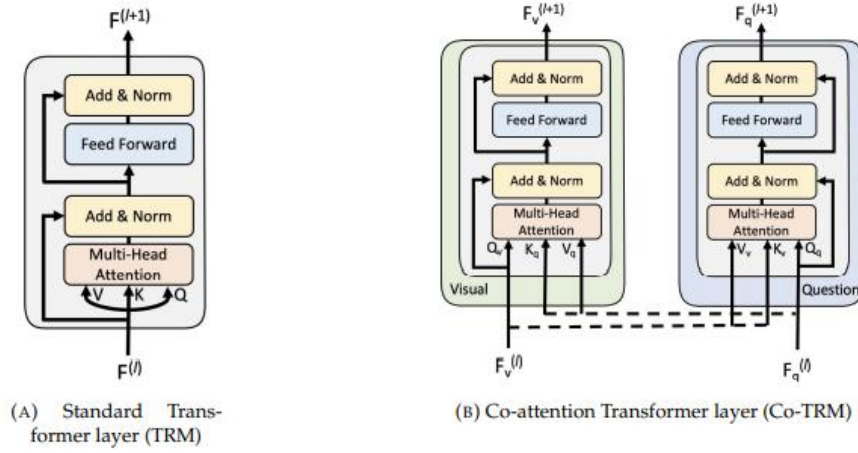 F(l+1)
Add & Norm
Feed Forward
Add & Norm
Multi-Head
Attention
V K Q
F(l)
(A) Standard Trans-
former layer (TRM)
Fv(l+1)
Add & Norm
Feed Forward
Add & Norm
Multi-Head
Attention
Qv Kq Vq
Visual
Fv(l)
Fq(l+1)
Add & Norm
Feed Forward
Add & Norm
Multi-Head
Attention
Vv Kv Qq
Question
Fq(l)
(B) Co-attention Transformer layer (Co-TRM)